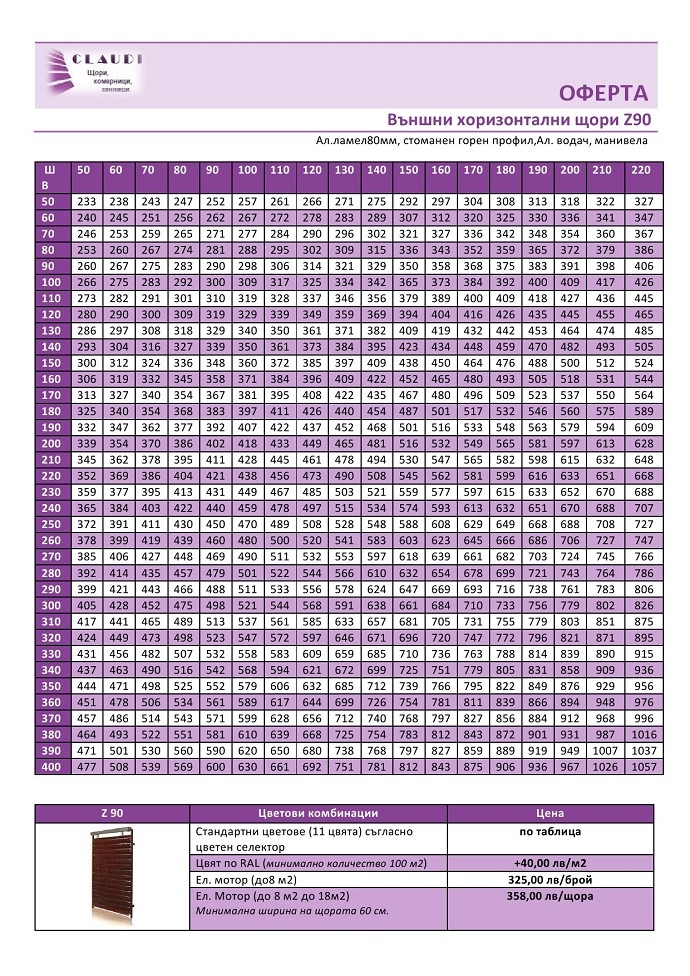 CLAUDI
Щори,
комарници,
сенници.
ОФЕРТА
Външни хоризонтални щори Z90
Ал.ламел80мм, стоманен горен профил,Ал. водач, манивела
Ш 50 60 70 80 90 100 110 120 130 140 150 160 170 180 190 200 210 220
В
50 233 238 243 247 252 257 261 266 271 275 292 297 304 308 313 318 322 327
60 240 245 251 256 262 267 272 278 283 289 307 312 320 325 330 336 341 347
70 246 253 259 265 271 277 284 290 296 302 321 327 336 342 348 354 360 367
80 253 260 267 274 281 288 295 302 309 315 336 343 352 359 365 372 379 386
90 260 267 275 283 290 298 306 314 321 329 350 358 368 375 383 391 398 406
100 266 275 283 292 300 309 317 325 334 342 365 373 384 392 400 409 417 426
110 273 282 291 301 310 319 328 337 346 356 379 389 400 409 418 427 436 445
120 280 290 300 309 319 329 339 349 359 369 394 404 416 426 435 445 455 465
130 286 297 308 318 329 340 350 361 371 382 409 419 432 442 453 464 474 485
140 293 304 316 327 339 350 361 373 384 395 423 434 448 459 470 482 493 505
150 300 312 324 336 348 360 372 385 397 409 438 450 464 476 488 500 512 524
160 306 319 332 345 358 371 384 396 409 422 452 465 480 493 505 518 531 544
170 313 327 340 354 367 381 395 408 422 435 467 480 496 509 523 537 550 564
180 325 340 354 368 383 397 411 426 440 454 487 501 517 532 546 560 575 589
190 332 347 362 377 392 407 422 437 452 468 501 516 533 548 563 579 594 609
200 339 354 370 386 402 418 433 449 465 481 516 532 549 565 581 597 613 628
210 345 362 378 395 411 428 445 461 478 494 530 547 565 582 598 615 632 648
220 352 369 386 404 421 438 456 473 490 508 545 562 581 599 616 633 651 668
230 359 377 395 413 431 449 467 485 503 521 559 577 597 615 633 652 670 688
240 365 384 403 422 440 459 478 497 515 534 574 593 613 632 651 670 688 707
250 372 391 411 430 450 470 489 508 528 548 588 608 629 649 668 688 708 727
260 378 399 419 439 460 480 500 520 541 583 603 623 645 666 686 706 727 747
270 385 406 427 448 469 490 511 532 553 597 618 639 661 682 703 724 745 766
280 392 414 435 457 479 501 522 544 566 610 632 654 678 699 721 743 764 786
290 399 421 443 466 488 511 533 556 578 624 647 669 693 716 738 761 783 806
300 405 428 452 475 498 521 544 568 591 638 661 684 710 733 756 779 802 826
310 417 441 465 489 513 537 561 585 633 657 681 705 731 755 779 803 851 875
320 424 449 473 498 523 547 572 597 646 671 696 720 747 772 796 821 871 895
330 431 456 482 507 532 558 583 609 659 685 710 736 763 788 814 839 890 915
340 437 463 490 516 542 568 594 621 672 699 725 751 779 805 831 858 909 936
350 444 471 498 525 552 579 606 632 685 712 739 766 795 822 849 876 929 956
360 451 478 506 534 561 589 617 644 699 726 754 781 811 839 866 894 948 976
370 457 486 514 543 571 599 628 656 712 740 768 797 827 856 884 912 968 996
380 464 493 522 551 581 610 639 668 725 754 783 812 843 872 901 931 987 1016
390 471 501 530 560 590 620 650 680 738 768 797 827 859 889 919 949 1007 1037
400 477 508 539 569 600 630 661 692 751 781 812 843 875 906 936 967 1026 1057
Z 90 Цветови комбинации Цена
Стандартни цветове (11 цвята) съгласно по таблица
цветен селектор
Цвят по RAL (минимално количество 100 м2) +40,00 лв/м2
Ел. мотор (до8 м2) 325,00 лв/брой
Ел. Мотор (до 8 м2 до 18м2) 358,00 лв/щора
Минимална ширина на щората 60 см.